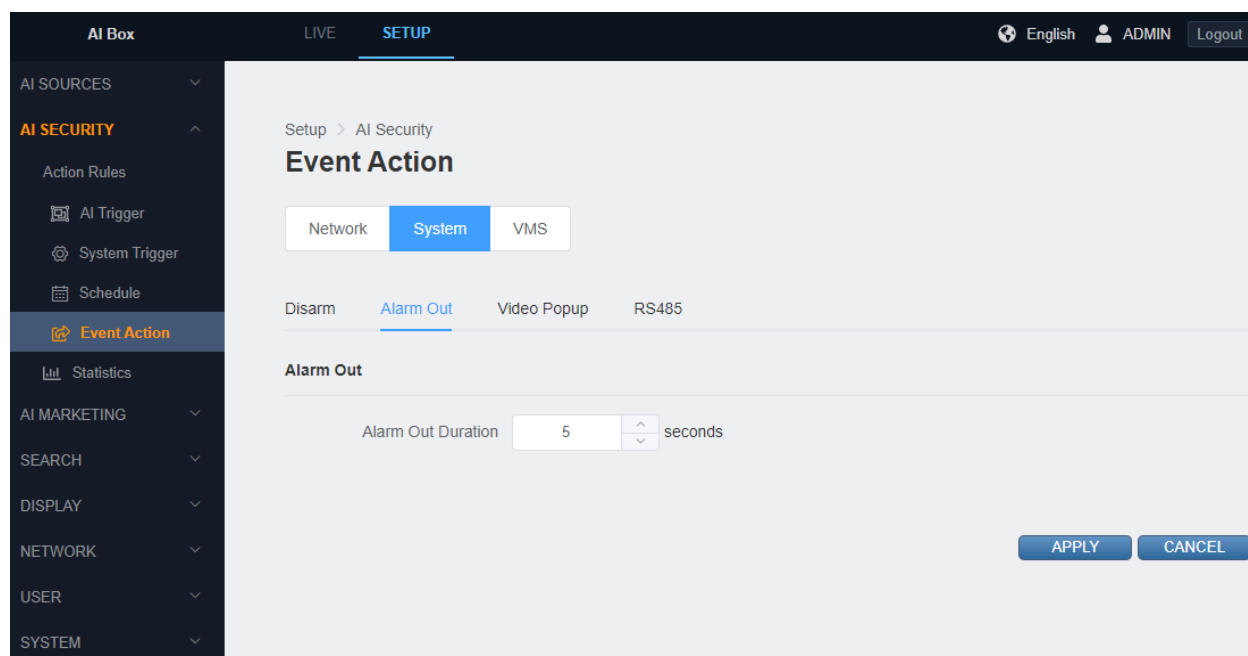 AI Box LIVE SETUP English ADMIN Logout
AI SOURCES
AI SECURITY
Action Rules
AI Trigger
System Trigger
Schedule
Event Action
Statistics
AI MARKETING
SEARCH
DISPLAY
NETWORK
USER
SYSTEM
Setup > AI Security
Event Action
Network System VMS
Disarm Alarm Out Video Popup RS485
Alarm Out
Alarm Out Duration 5 seconds
APPLY CANCEL